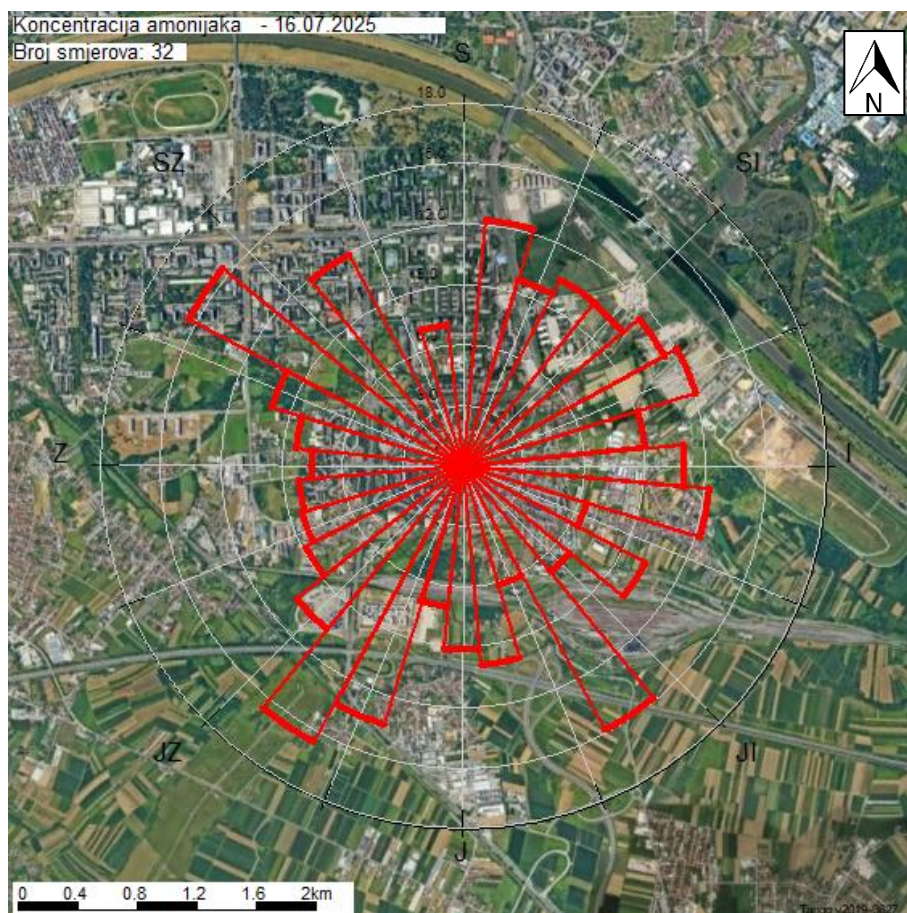 Koncentracija amonijaka - 16.07.2025
Broj smjerova: 32
S
N
18.0
SZ
SI
15.0
12.0
Z
I
JZ
JI
J
0 0.4 0.8 1.2 1.6 2km